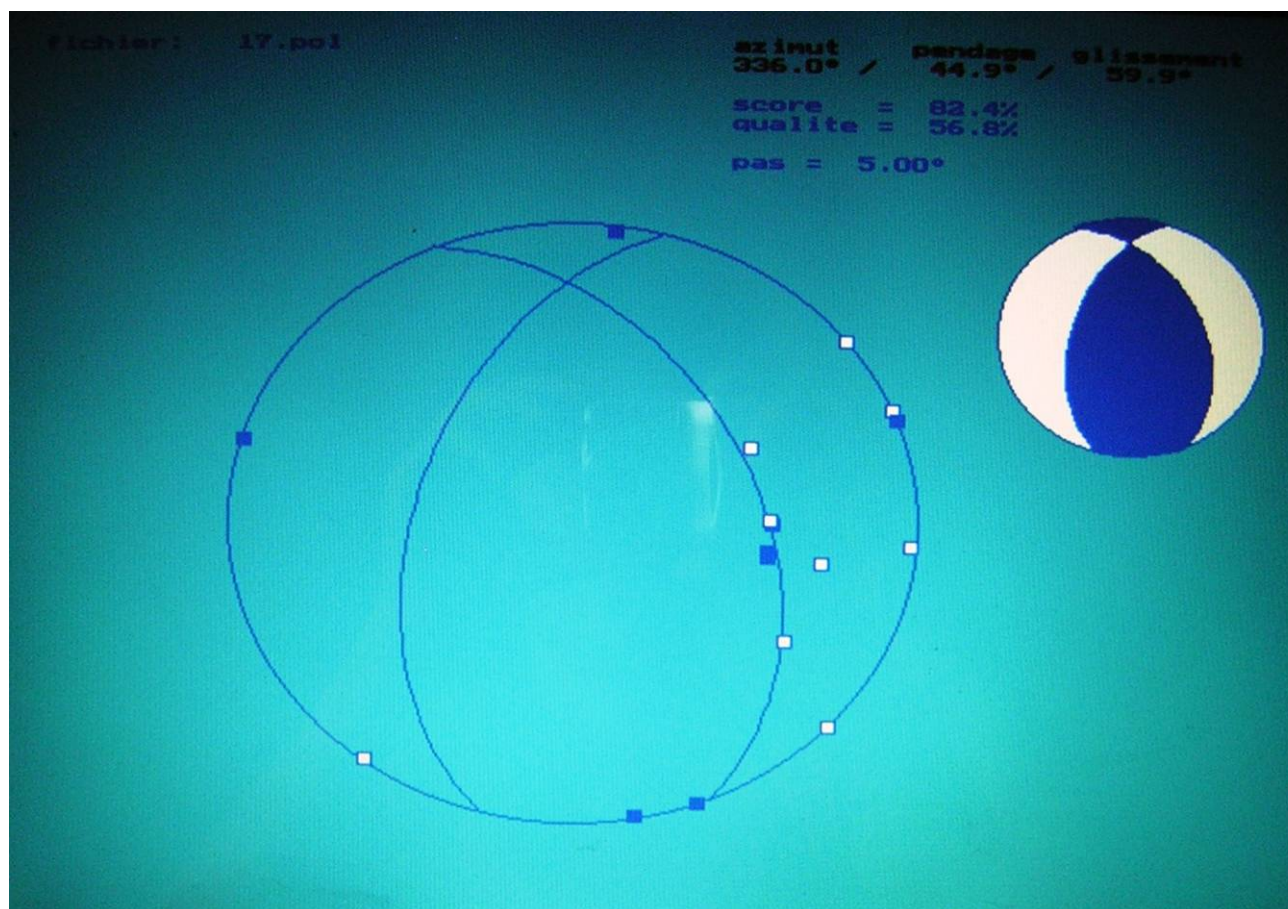 fichier: 17.pol
azimut pendage glissement
336.0° / 44.9° / 59.9°
score = 82.4%
qualite = 56.8%
pas = 5.00°